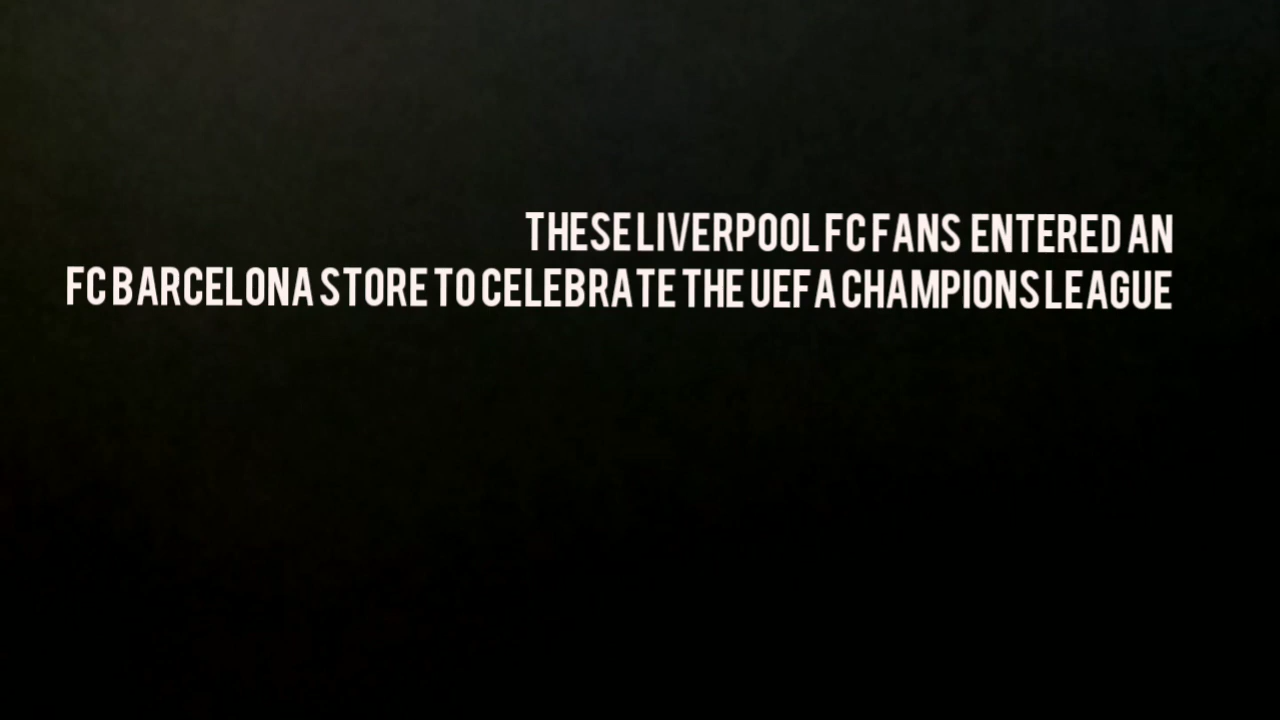 THESE LIVERPOOL FC FANS ENTERED AN
FC BARCELONA STORE TO CELEBRATE THE UEFA CHAMPIONS LEAGUE